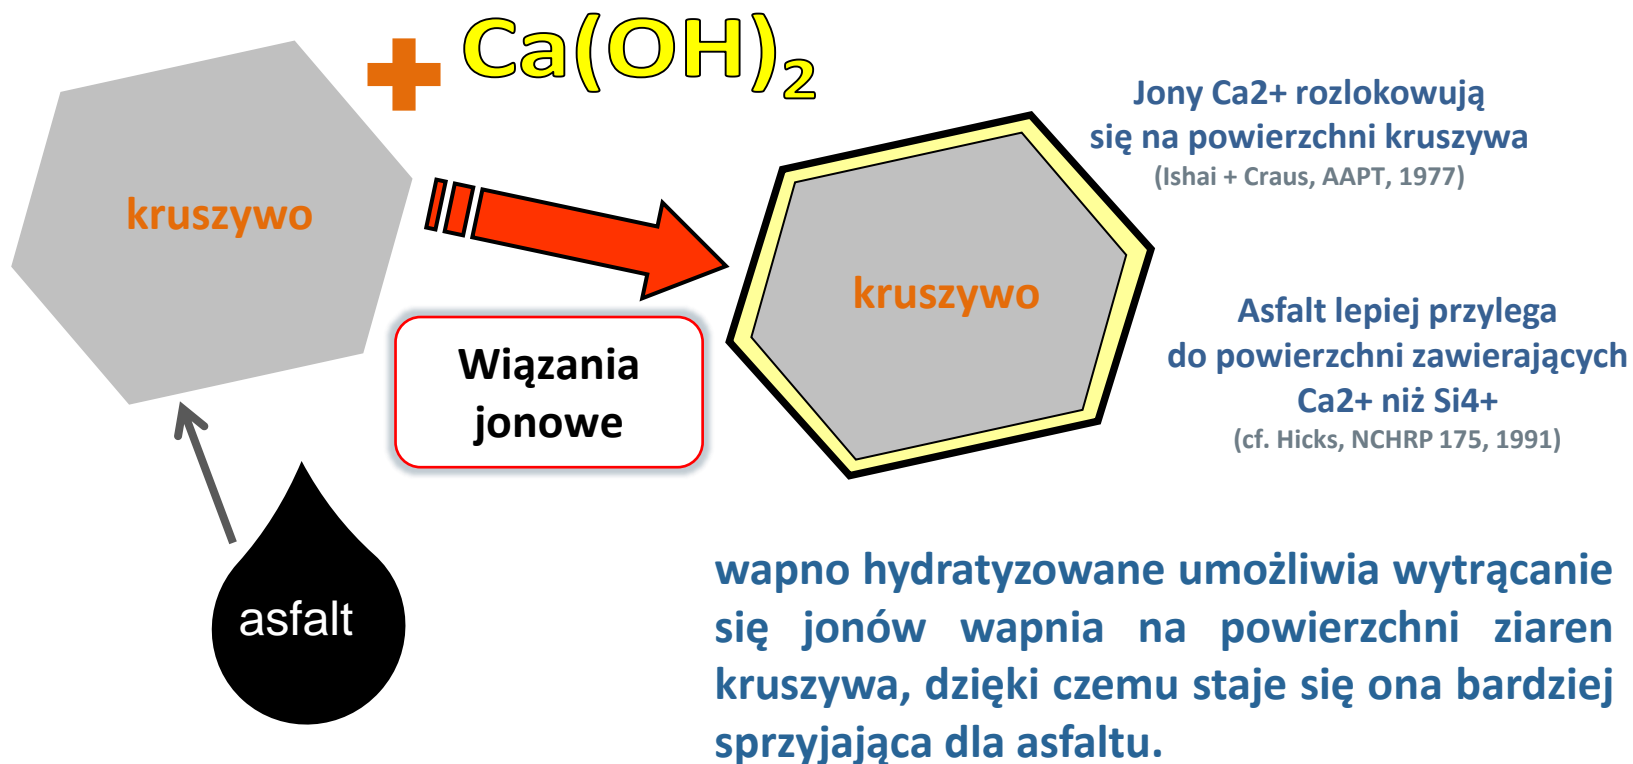 Ca(OH)2
kruszywo
Jony Ca2+ rozlokowują
się na powierzchni kruszywa
(Ishai + Craus, AAPT, 1977)
kruszywo
Wiązania
jonowe
Asfalt lepiej przylega
do powierzchni zawierających
Ca2+ niż Si4+
(cf. Hicks, NCHRP 175, 1991)
asfalt
wapno hydratyzowane umożliwia wytrącanie
się jonów wapnia na powierzchni ziaren
kruszywa, dzięki czemu staje się ona bardziej
sprzyjająca dla asfaltu.